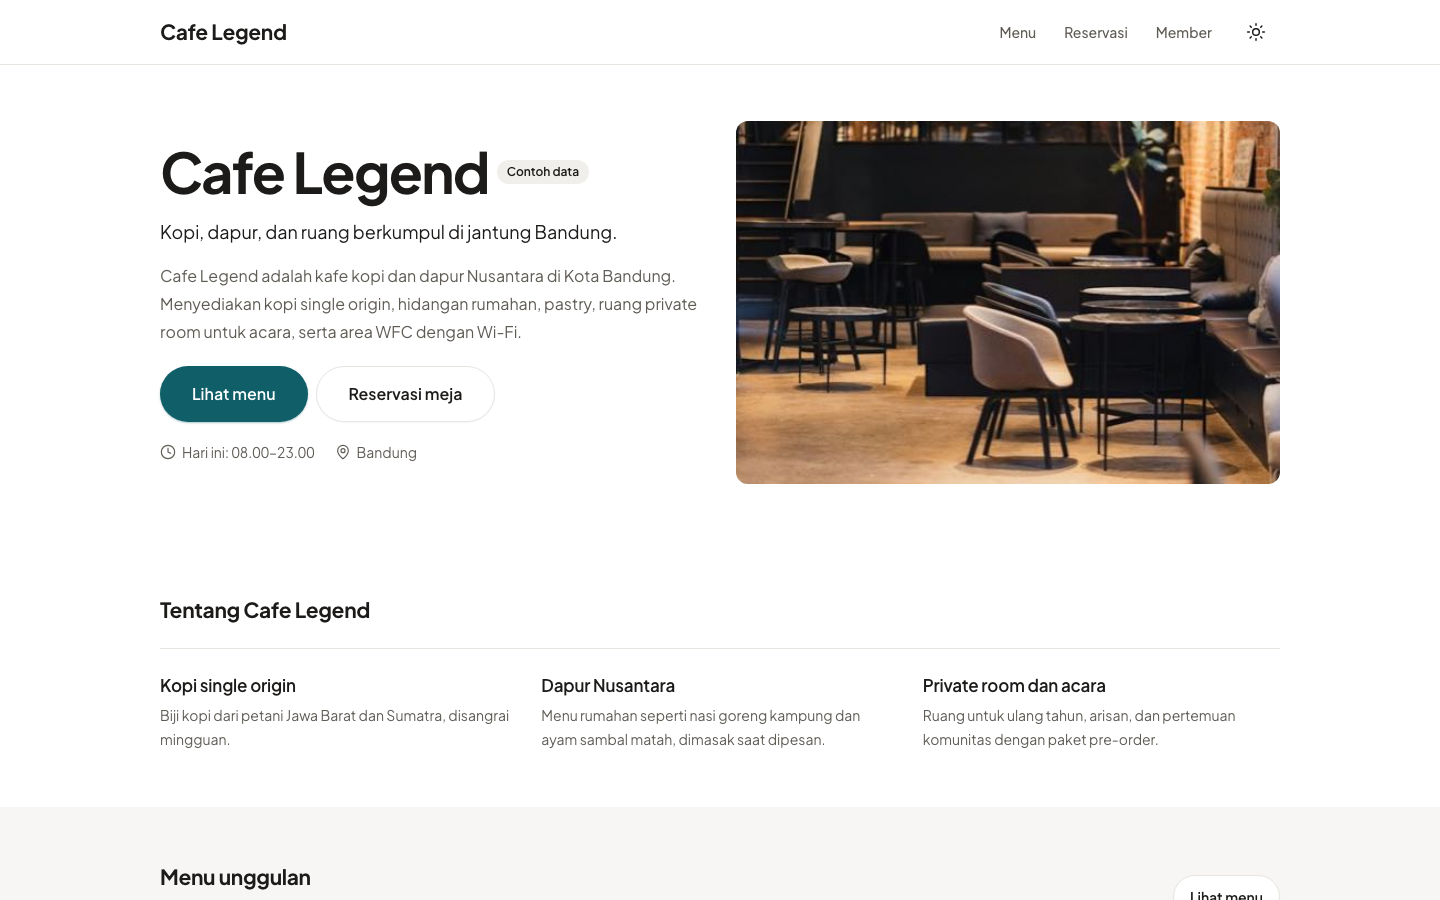 Cafe Legend
Menu
Reservasi
Member
Cafe Legend
Contoh data
Kopi, dapur, dan ruang berkumpul di jantung Bandung.
Cafe Legend adalah kafe kopi dan dapur Nusantara di Kota Bandung.
Menyediakan kopi single origin, hidangan rumahan, pastry, ruang private
room untuk acara, serta area WFC dengan Wi-Fi.
Lihat menu
Reservasi meja
Hari ini: 08.00–23.00
Bandung
Tentang Cafe Legend
Kopi single origin
Biji kopi dari petani Jawa Barat dan Sumatra, disangrai
mingguan.
Dapur Nusantara
Menu rumahan seperti nasi goreng kampung dan
ayam sambal matah, dimasak saat dipesan.
Private room dan acara
Ruang untuk ulang tahun, arisan, dan pertemuan
komunitas dengan paket pre-order.
Menu unggulan
Lihat menu